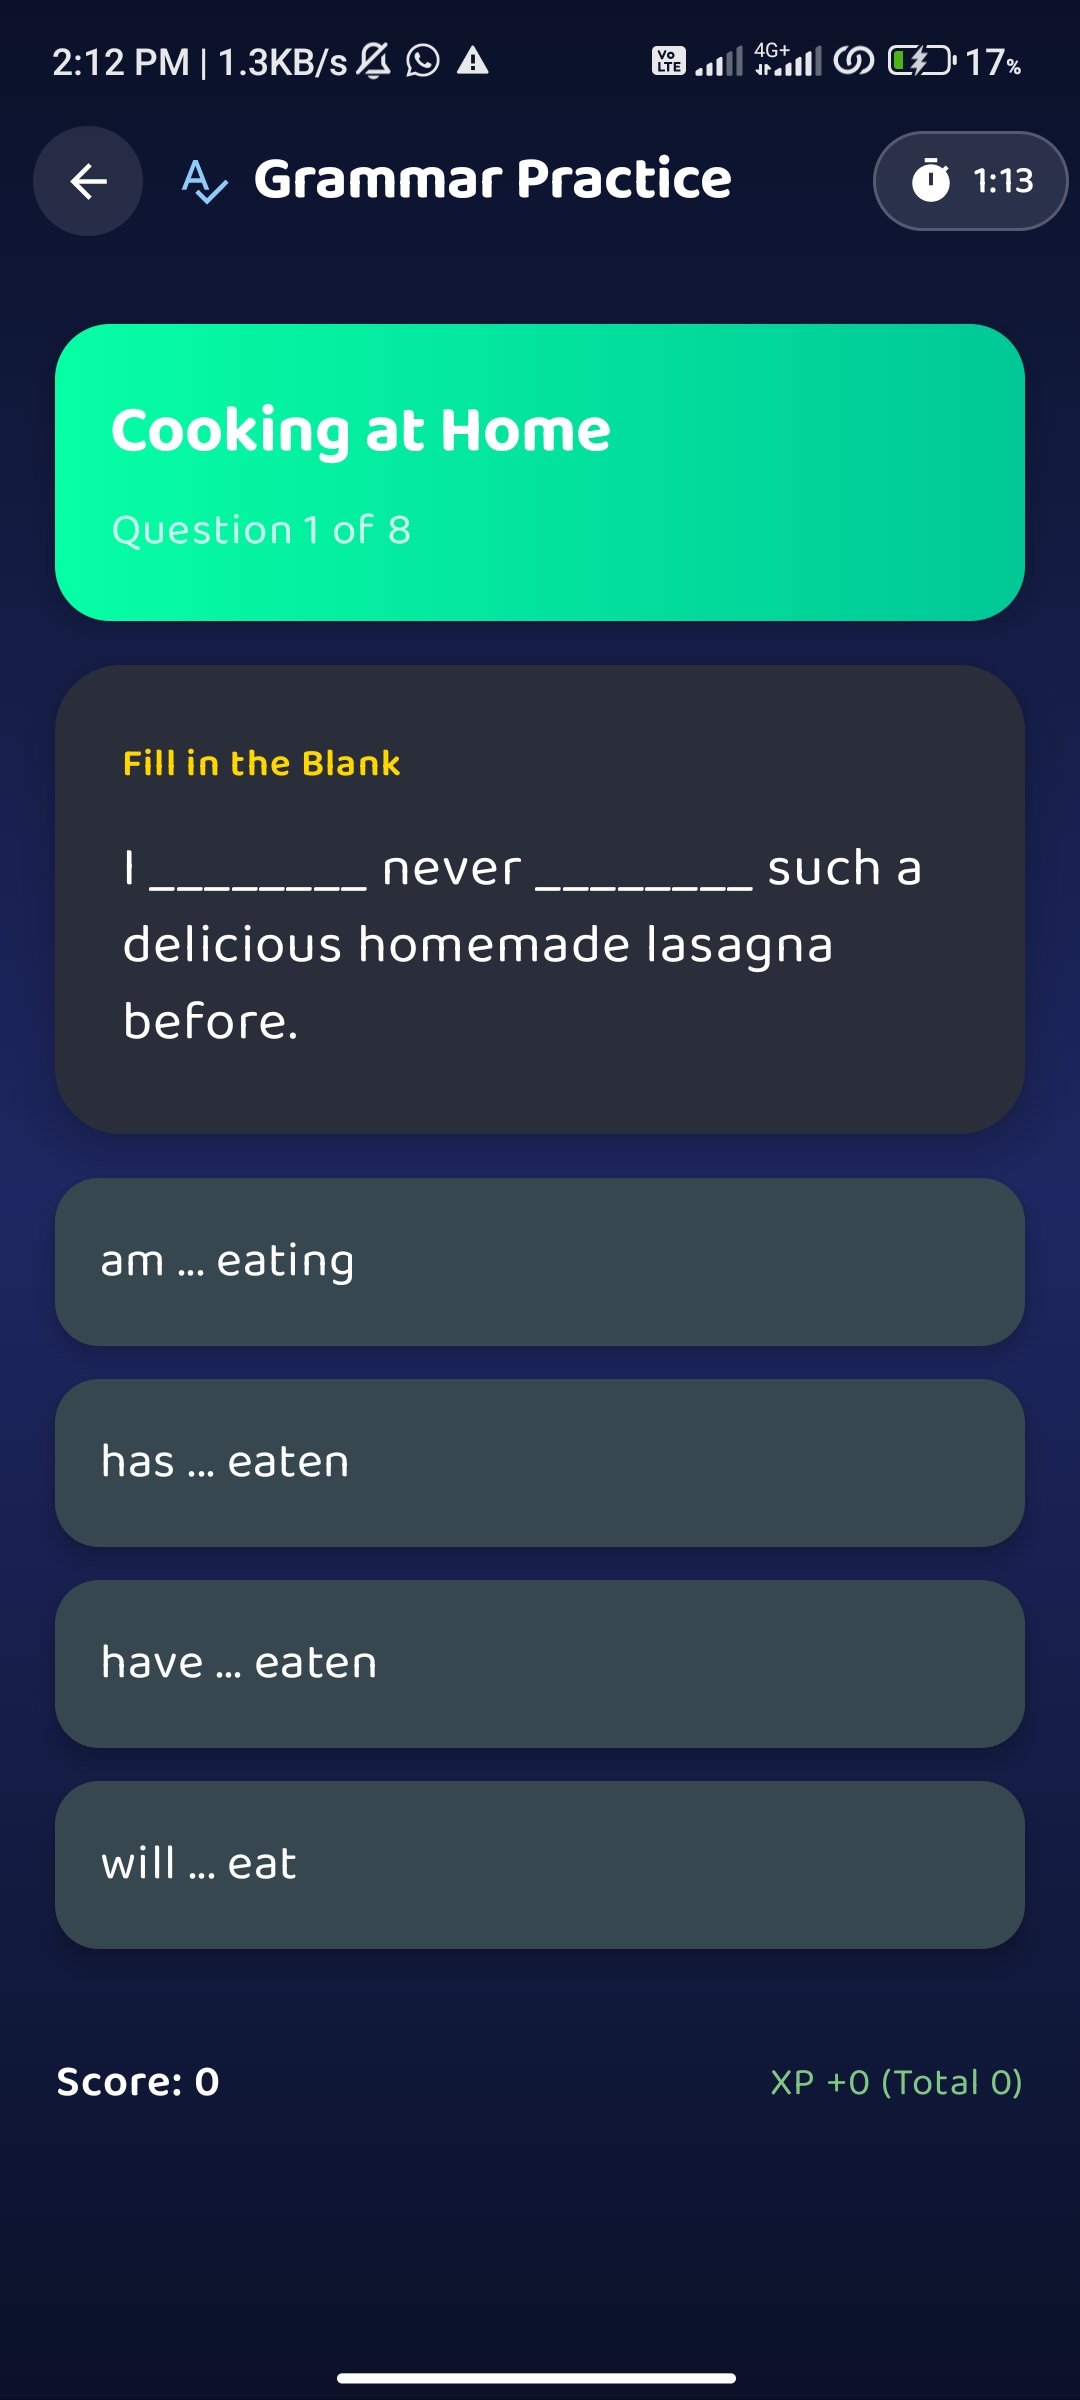 2:12 PM | 1.3KB/s
Vo LTE 4G+ 17%
Grammar Practice
1:13
Cooking at Home
Question 1 of 8
Fill in the Blank
I ________ never ________ such a
delicious homemade lasagna
before.
am ... eating
has ... eaten
have ... eaten
will ... eat
Score: 0
XP +0 (Total 0)